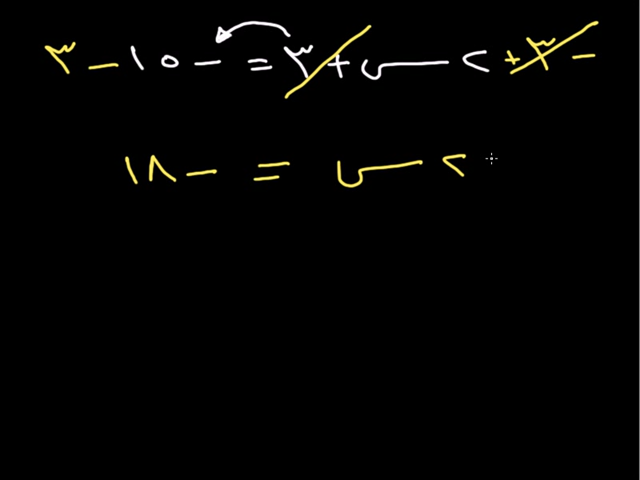 -٣ + ٢س + ٣ = -١٥ - ٣
٢س = -١٨